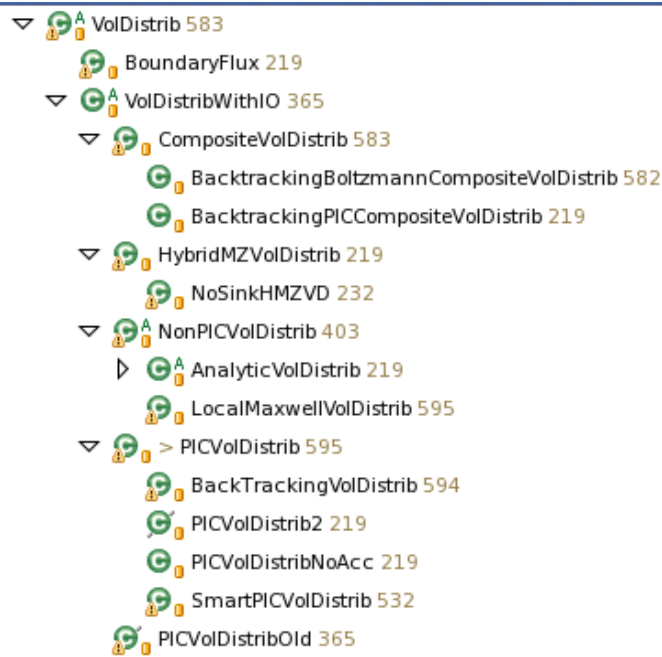 VolDistrib 583
BoundaryFlux 219
VolDistribWithIO 365
CompositeVolDistrib 583
BacktrackingBoltzmannCompositeVolDistrib 582
BacktrackingPICCompositeVolDistrib 219
HybridMZVolDistrib 219
NoSinkHMZVD 232
NonPICVolDistrib 403
AnalyticVolDistrib 219
LocalMaxwellVolDistrib 595
> PICVolDistrib 595
BackTrackingVolDistrib 594
PICVolDistrib2 219
PICVolDistribNoAcc 219
SmartPICVolDistrib 532
PICVolDistribOld 365